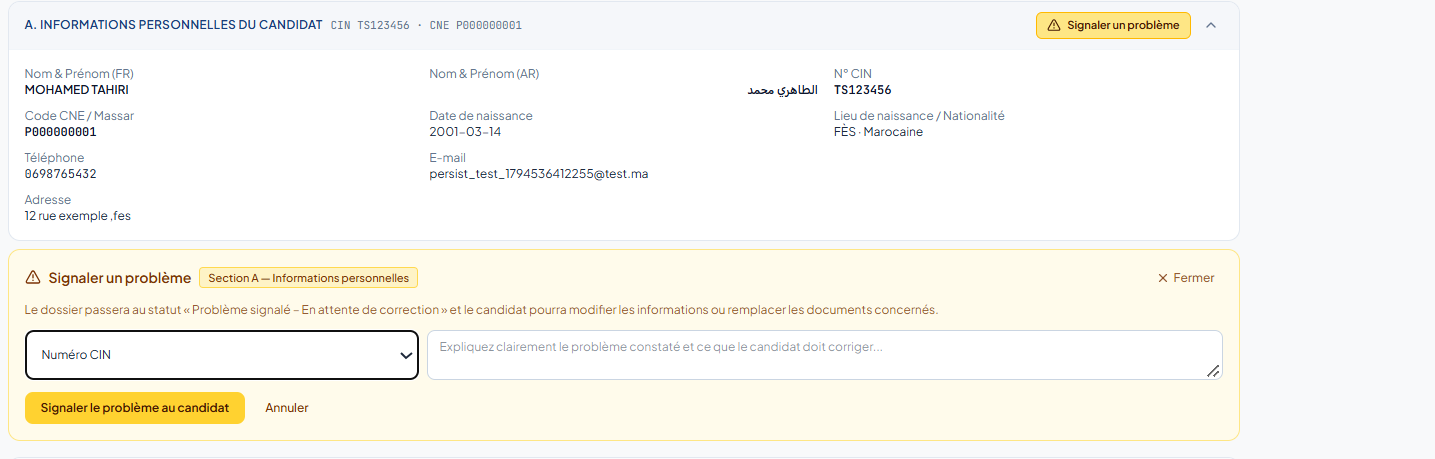 A. INFORMATIONS PERSONNELLES DU CANDIDAT CIN TS123456 · CNE P000000001
Signaler un problème
Nom & Prénom (FR)
MOHAMED TAHIRI
Nom & Prénom (AR)
الطاهري محمد
N° CIN
TS123456
Code CNE / Massar
P000000001
Date de naissance
2001-03-14
Lieu de naissance / Nationalité
FÈS · Marocaine
Téléphone
0698765432
E-mail
persist_test_1794536412255@test.ma
Adresse
12 rue exemple ,fes
Signaler un problème
Section A — Informations personnelles
Fermer
Le dossier passera au statut « Problème signalé – En attente de correction » et le candidat pourra modifier les informations ou remplacer les documents concernés.
Numéro CIN
Expliquez clairement le problème constaté et ce que le candidat doit corriger...
Signaler le problème au candidat
Annuler